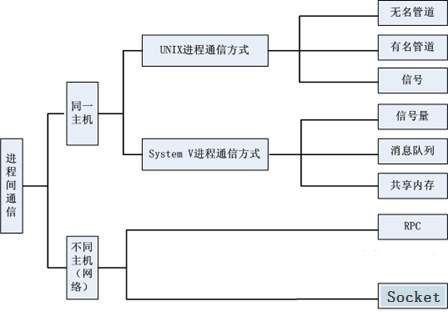 无名管道
UNIX进程通信方式
有名管道
信号
同一
主机
信号量
System V进程通信方式
消息队列
共享内存
进
程
间
通
信
RPC
不同
主机
（网
络）
Socket